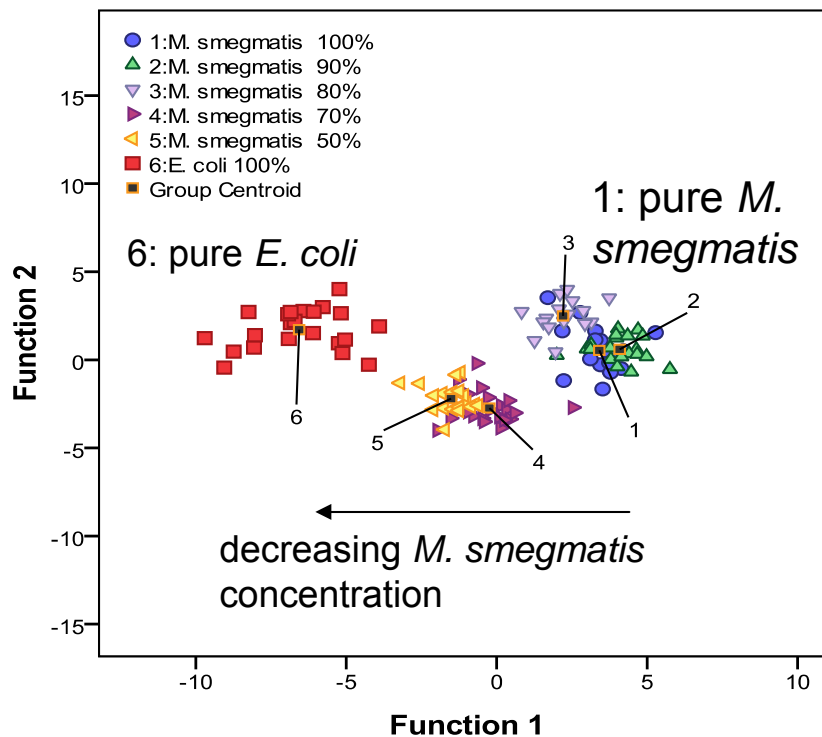 1:M. smegmatis 100%
2:M. smegmatis 90%
3:M. smegmatis 80%
4:M. smegmatis 70%
5:M. smegmatis 50%
6:E. coli 100%
Group Centroid
1: pure M.
smegmatis
6: pure E. coli
3
2
6
5
4
1
decreasing M. smegmatis
concentration
Function 2
15
10
5
0
-5
-10
-15
-10
-5
0
5
10
Function 1